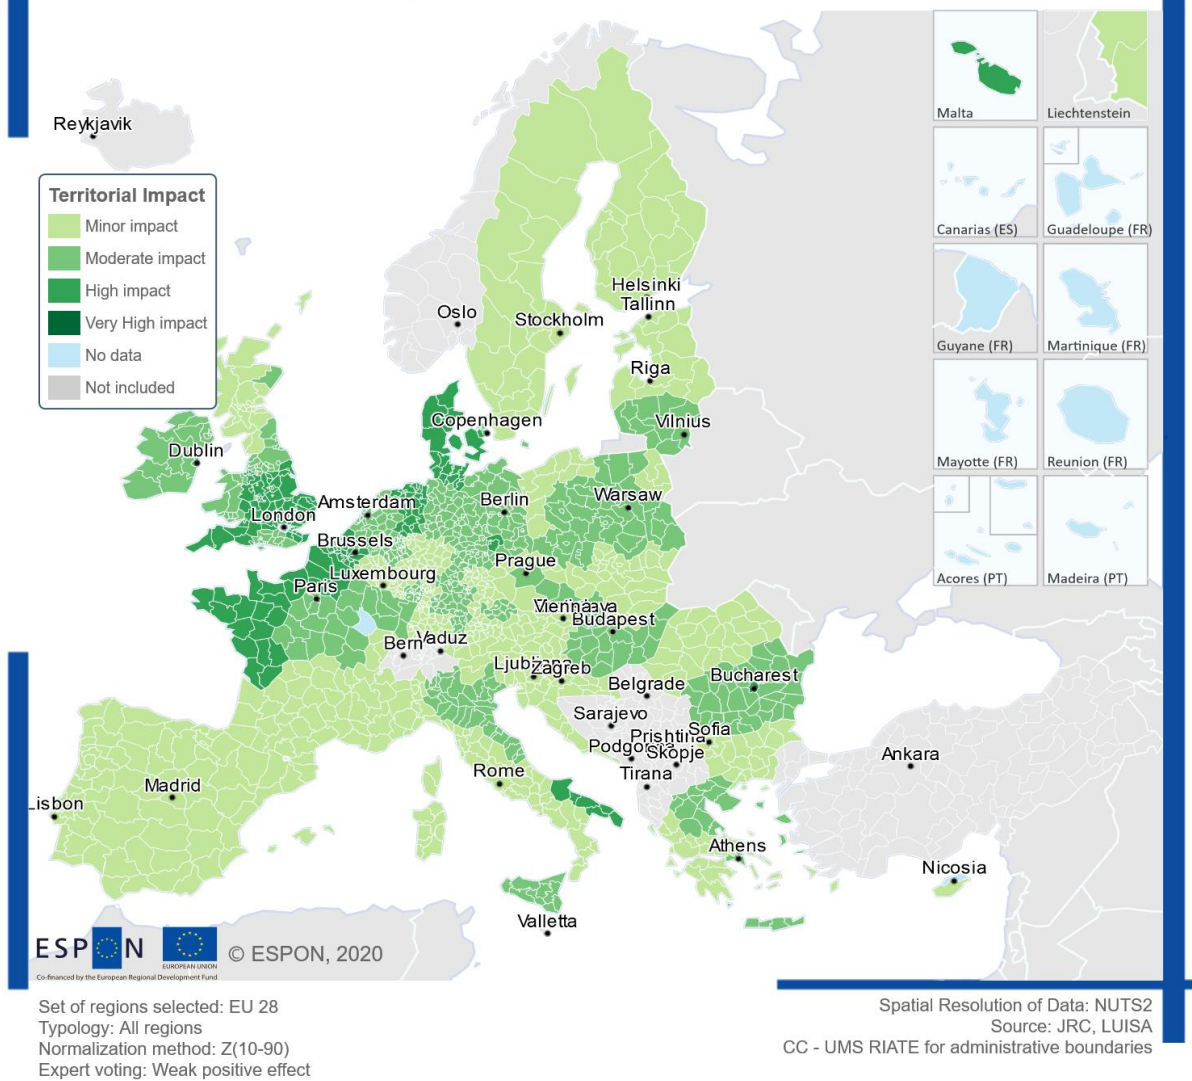 Reykjavik
Territorial Impact
Minor impact
Moderate impact
High impact
Very High impact
No data
Not included
Malta
Liechtenstein
Canarias (ES)
Guadeloupe (FR)
Guyane (FR)
Martinique (FR)
Mayotte (FR)
Reunion (FR)
Acores (PT)
Madeira (PT)
Helsinki
Tallinn
Oslo
Stockholm
Riga
Copenhagen
Vilnius
Dublin
Amsterdam
Berlin
Warsaw
London
Brussels
Prague
Luxembourg
Paris
Budapest
Bern
Vaduz
Zagreb
Bucharest
Belgrade
Sarajevo
Sofia
Prishtina
Skopje
Tirana
Ankara
Rome
Madrid
Lisbon
Athens
Nicosia
Valletta
ESPON
EUROPEAN UNION
Co-financed by the European Regional Development Fund
© ESPON, 2020
Set of regions selected: EU 28
Typology: All regions
Normalization method: Z(10-90)
Expert voting: Weak positive effect
Spatial Resolution of Data: NUTS2
Source: JRC, LUISA
CC - UMS RIATE for administrative boundaries